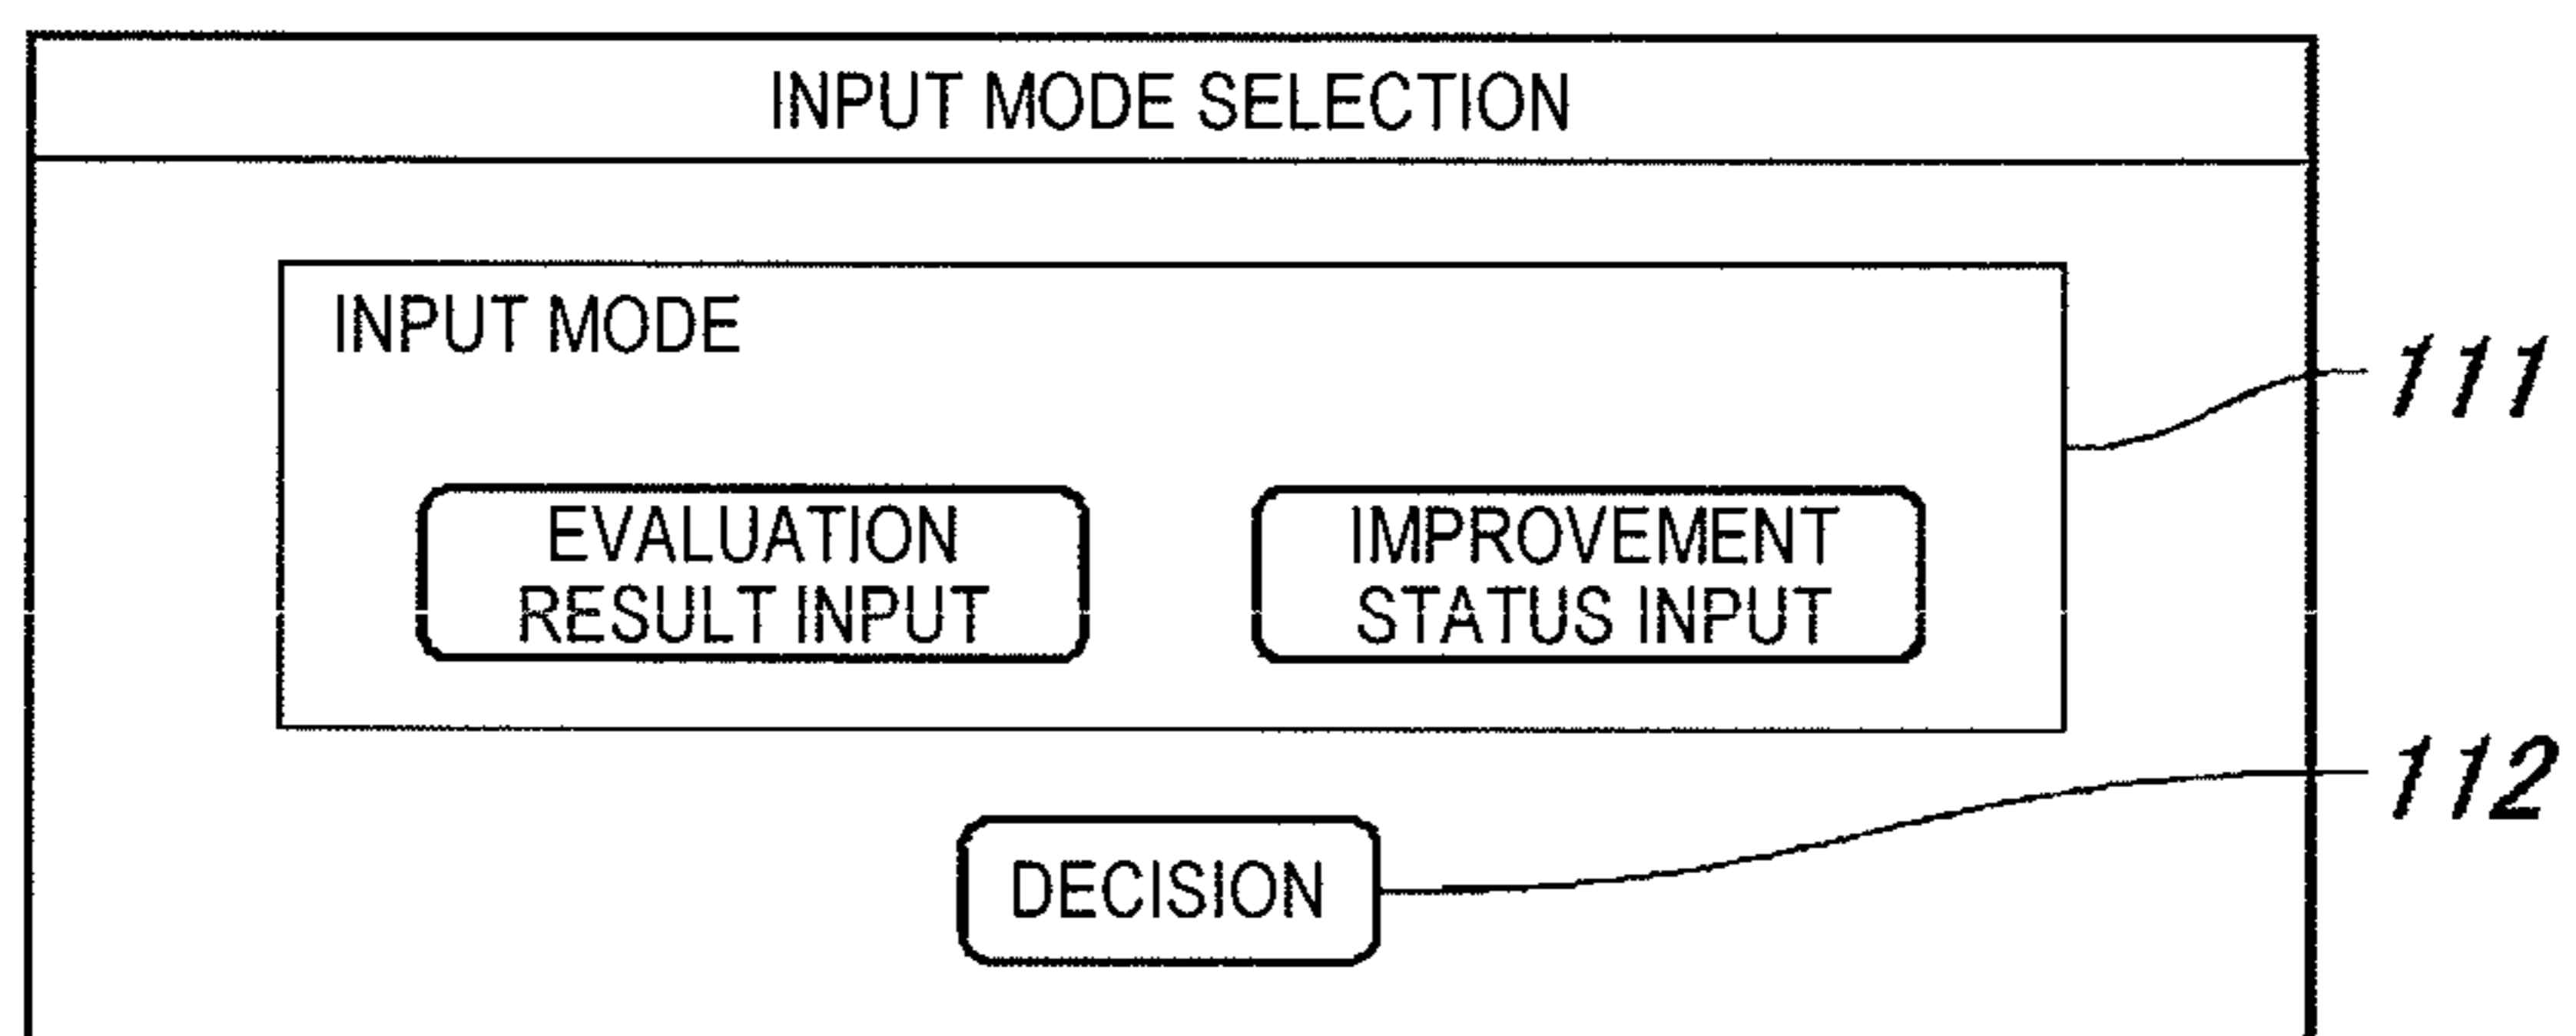 INPUT MODE SELECTION
INPUT MODE
111
EVALUATION
RESULT INPUT
IMPROVEMENT
STATUS INPUT
112
DECISION